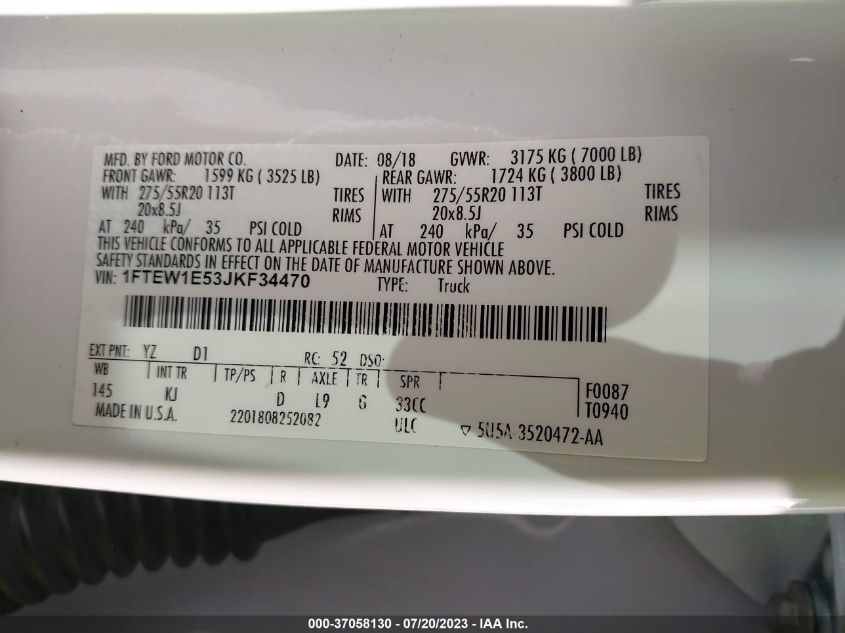 MFD. BY FORD MOTOR CO. DATE: 08/18 GVWR: 3175 KG ( 7000 LB)
FRONT GAWR: 1599 KG ( 3525 LB) REAR GAWR: 1724 KG ( 3800 LB)
WITH 275/55R20 113T TIRES WITH 275/55R20 113T TIRES
20x8.5J RIMS 20x8.5J RIMS
AT 240 kPa/ 35 PSI COLD AT 240 kPa/ 35 PSI COLD
THIS VEHICLE CONFORMS TO ALL APPLICABLE FEDERAL MOTOR VEHICLE
SAFETY STANDARDS IN EFFECT ON THE DATE OF MANUFACTURE SHOWN ABOVE.
VIN: 1FTEW1E53JKF34470 TYPE: Truck
EXT PNT: YZ D1 RC: 52 DSO:
WB INT TR TP/PS R AXLE TR SPR F0087
145 KJ D L9 G 33CC T0940
MADE IN U.S.A. 2201808252082 ULC ▽ 5U5A-3520472-AA
000-37058130 - 07/20/2023 - IAA Inc.